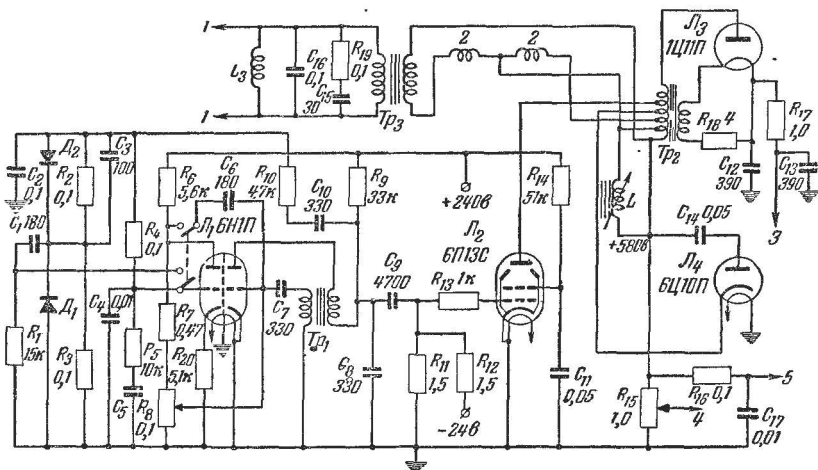 1
1
L3
C16
0,1
R19
0,1
C15
30
Тр3
2
2
Л3
1Ц11П
R17
1,0
R18 4
Тр2
C12
390
C13
390
3
Д2
C2
0,1
R2
0,1
C3
100
C1 180
R4
0,1
R6
5,6к
C6
180
R10
47к
C10
330
R9
33к
+240в
R14
51к
L
+580в
C14 0,05
Л4
6Ц10П
Л1 6Н1П
Л2
6П13С
C9
4700
R13 1к
C7
330
Тр1
Д1
C4 0,01
R1
15к
R3
0,1
R5
10к
C5
R8
0,1
R7
0,47
R20
5,1к
C8
330
R11
1,5
R12
1,5
-24в
C11
0,05
R15
1,0
R16 0,1
4
5
C17
0,01